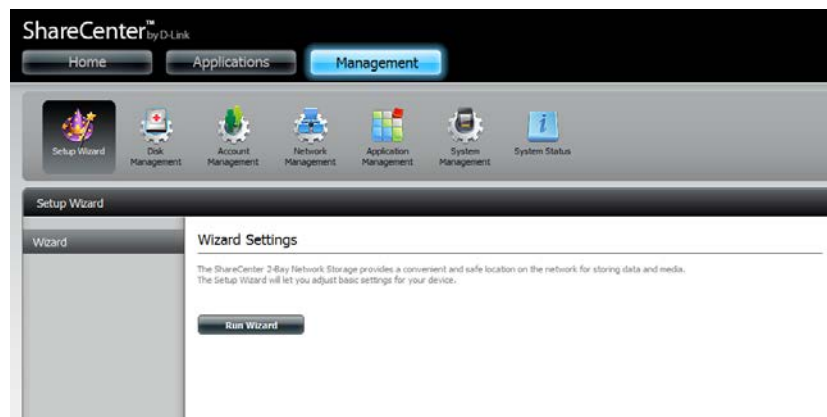 ShareCenter™ by D-Link
Home Applications Management
Setup Wizard Disk Management Account Management Network Management Application Management System Management System Status
Setup Wizard
Wizard
Wizard Settings
The ShareCenter 2-Bay Network Storage provides a convenient and safe location on the network for storing data and media.
The Setup Wizard will let you adjust basic settings for your device.
Run Wizard